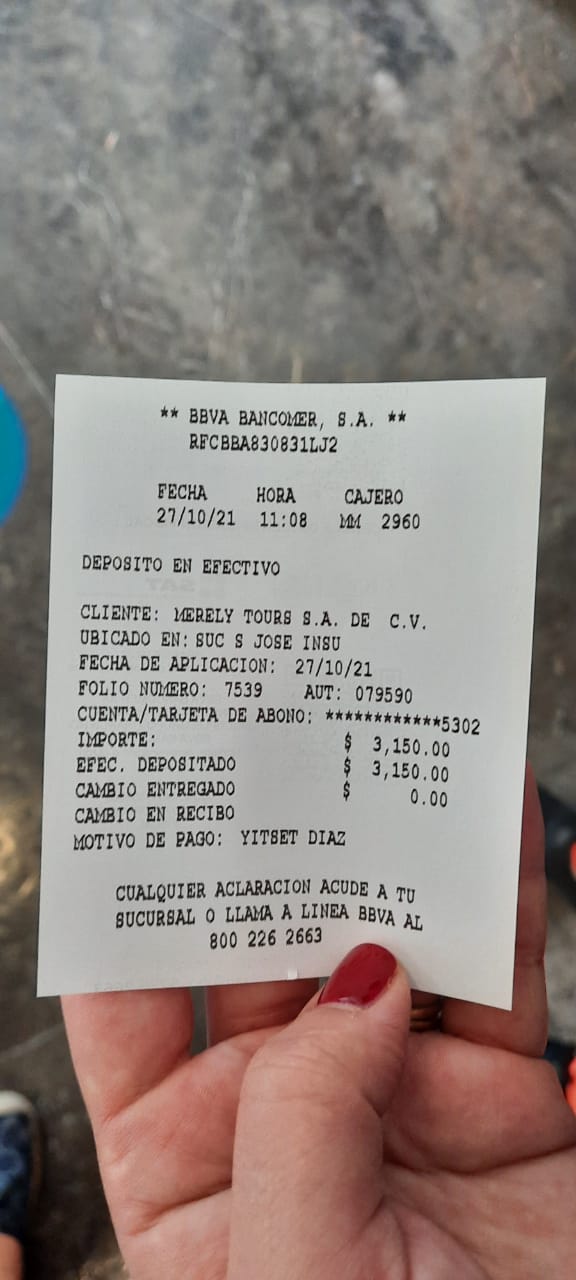 ** BBVA BANCOMER, S.A. **
RFCBBA830831LJ2
FECHA HORA CAJERO
27/10/21 11:08 MM 2960
DEPOSITO EN EFECTIVO
CLIENTE: MERELY TOURS S.A. DE C.V.
UBICADO EN: SUC S JOSE INSU
FECHA DE APLICACION: 27/10/21
FOLIO NUMERO: 7539 AUT: 079590
CUENTA/TARJETA DE ABONO: ************5302
IMPORTE: $ 3,150.00
EFEC. DEPOSITADO $ 3,150.00
CAMBIO ENTREGADO $ 0.00
CAMBIO EN RECIBO
MOTIVO DE PAGO: YITSET DIAZ
CUALQUIER ACLARACION ACUDE A TU
SUCURSAL O LLAMA A LINEA BBVA AL
800 226 2663